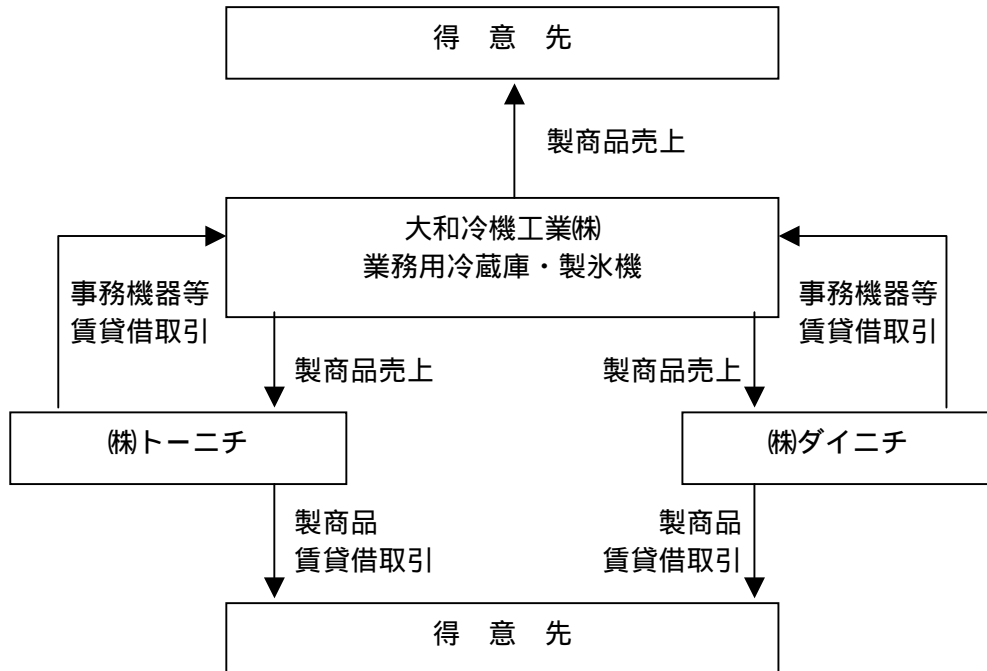 得 意 先
製商品売上
大和冷機工業㈱
業務用冷蔵庫・製氷機
事務機器等
賃貸借取引
事務機器等
賃貸借取引
製商品売上
製商品売上
㈱トーニチ
㈱ダイニチ
製商品
賃貸借取引
製商品
賃貸借取引
得 意 先